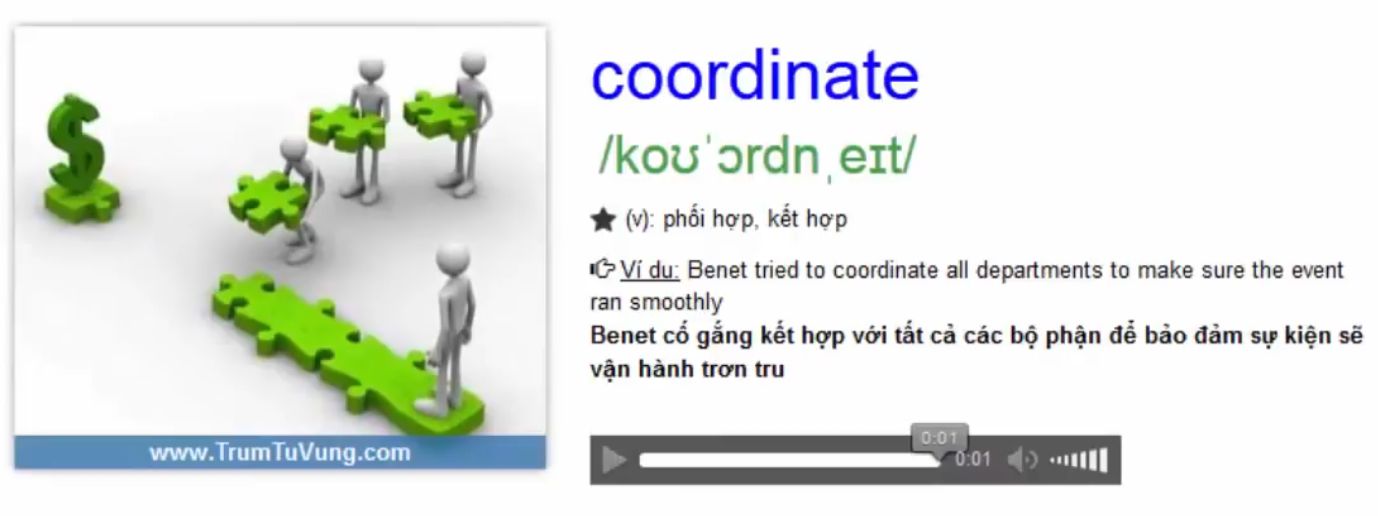 coordinate
/koʊˈɔrdnˌeɪt/
★ (v): phối hợp, kết hợp
Ví du: Benet tried to coordinate all departments to make sure the event
ran smoothly
Benet cố gắng kết hợp với tất cả các bộ phận để bảo đảm sự kiện sẽ
vận hành trơn tru
0:01
0:01
$
www.TrumTuVung.com